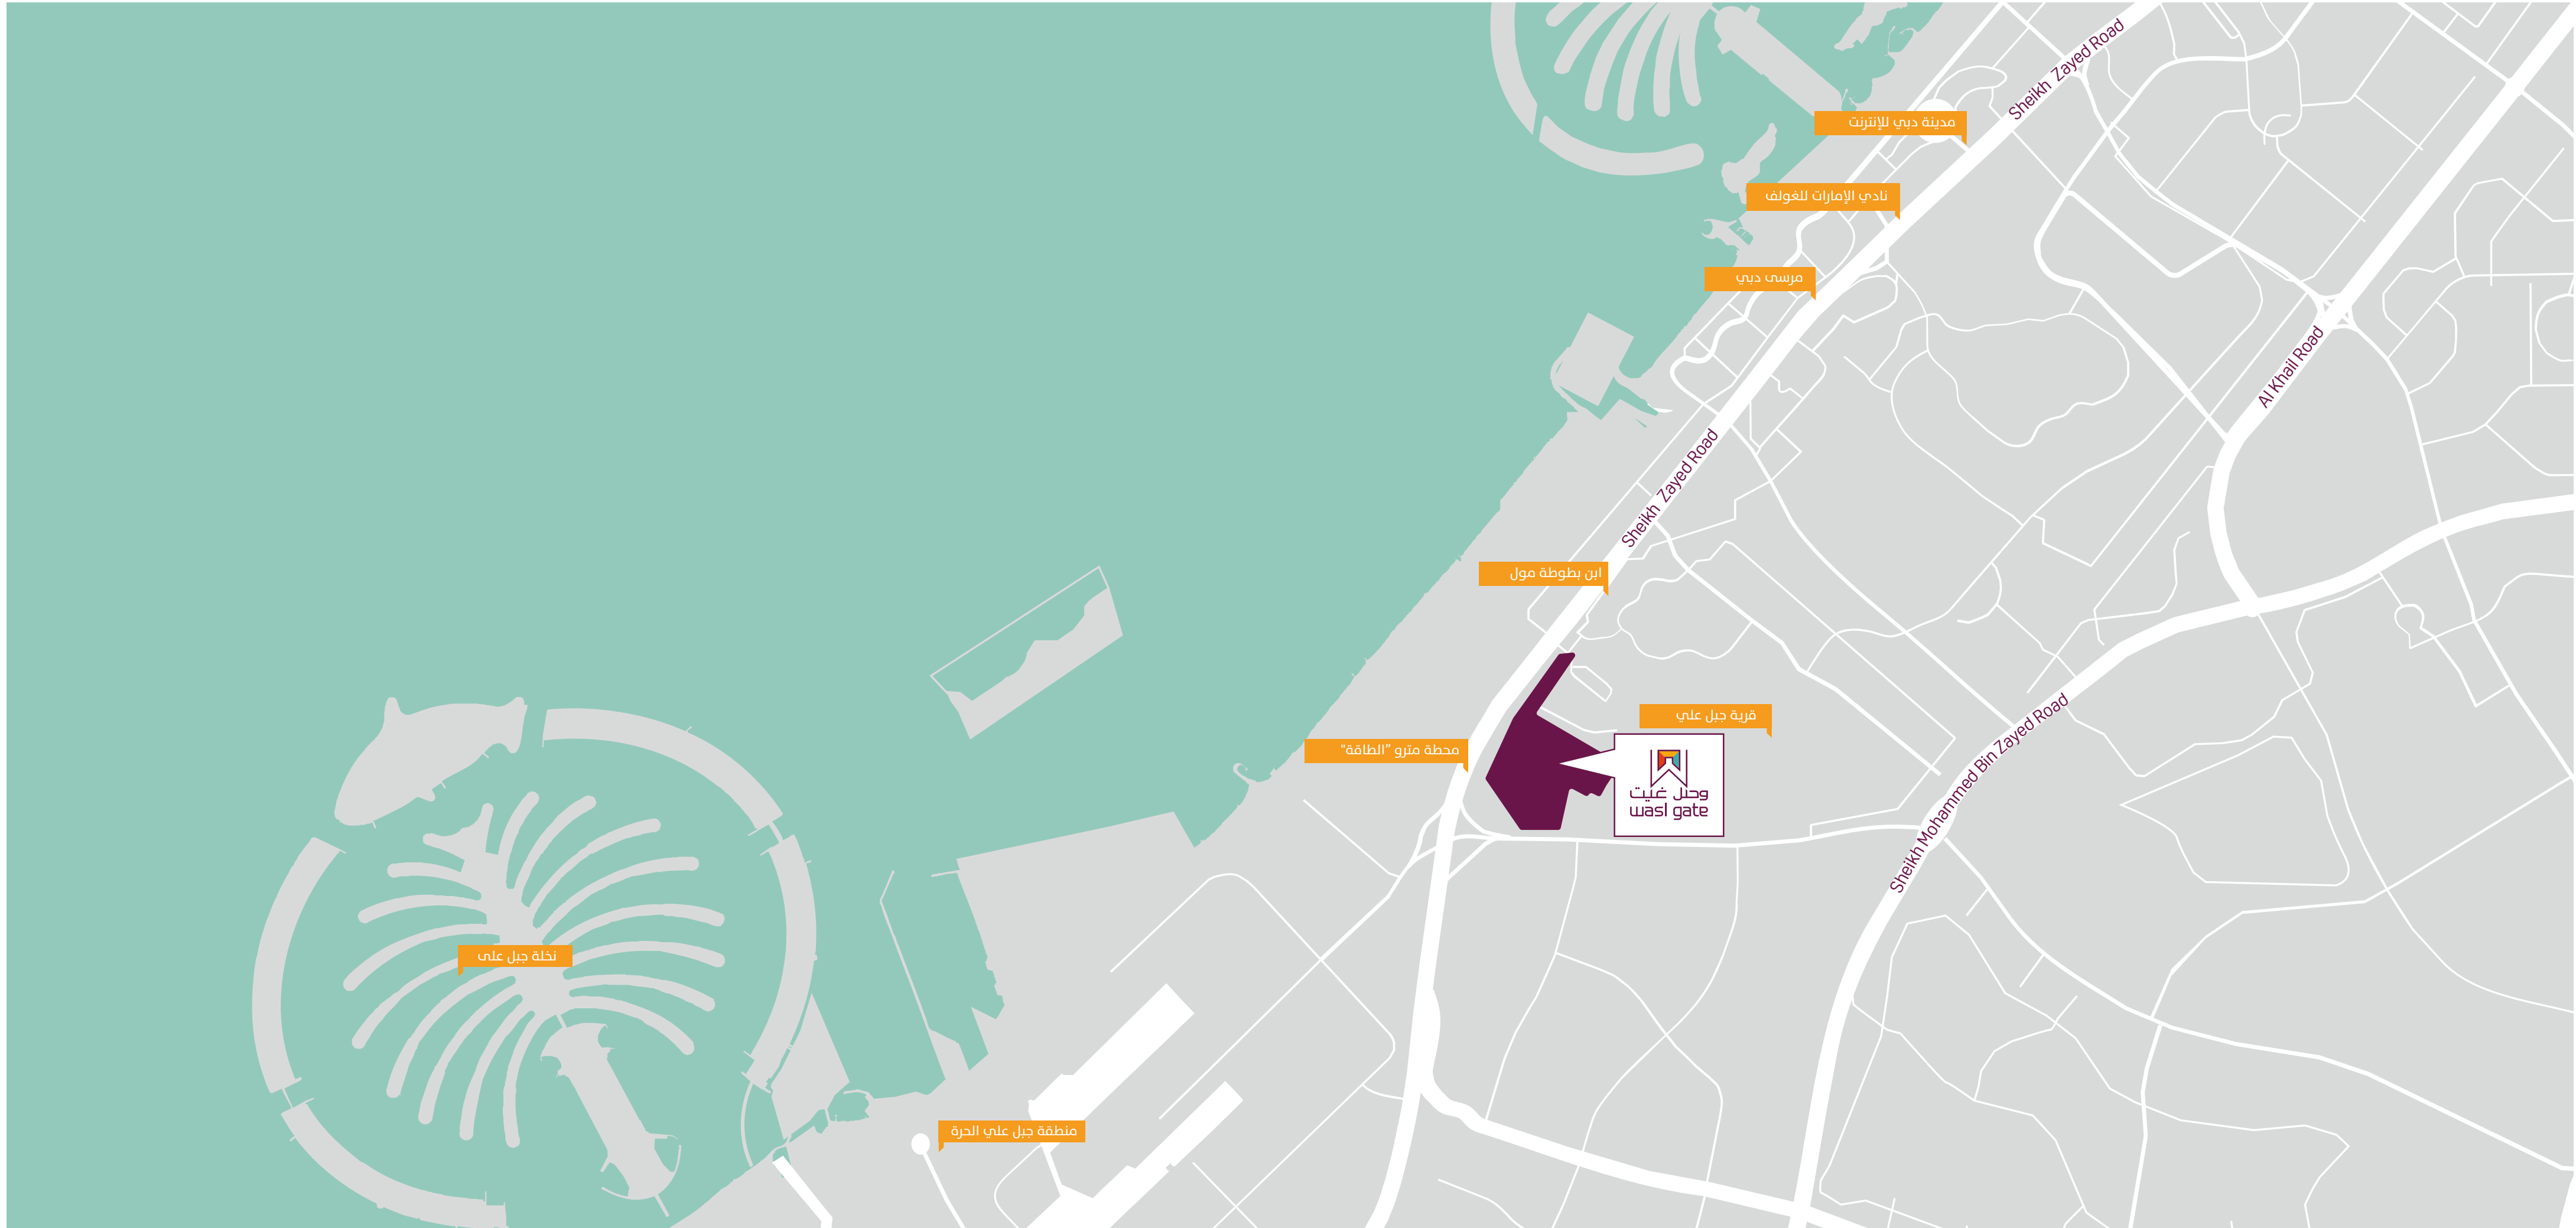 Sheikh Zayed Road
مدينة دبي للإنترنت
نادي الإمارات للغولف
مرسى دبي
Al Khail Road
Sheikh Zayed Road
ابن بطوطة مول
قرية جبل علي
محطة مترو "الطاقة"
وصل غيت
wasl gate
Sheikh Mohammed Bin Zayed Road
نخلة جبل على
منطقة جبل علي الحرة